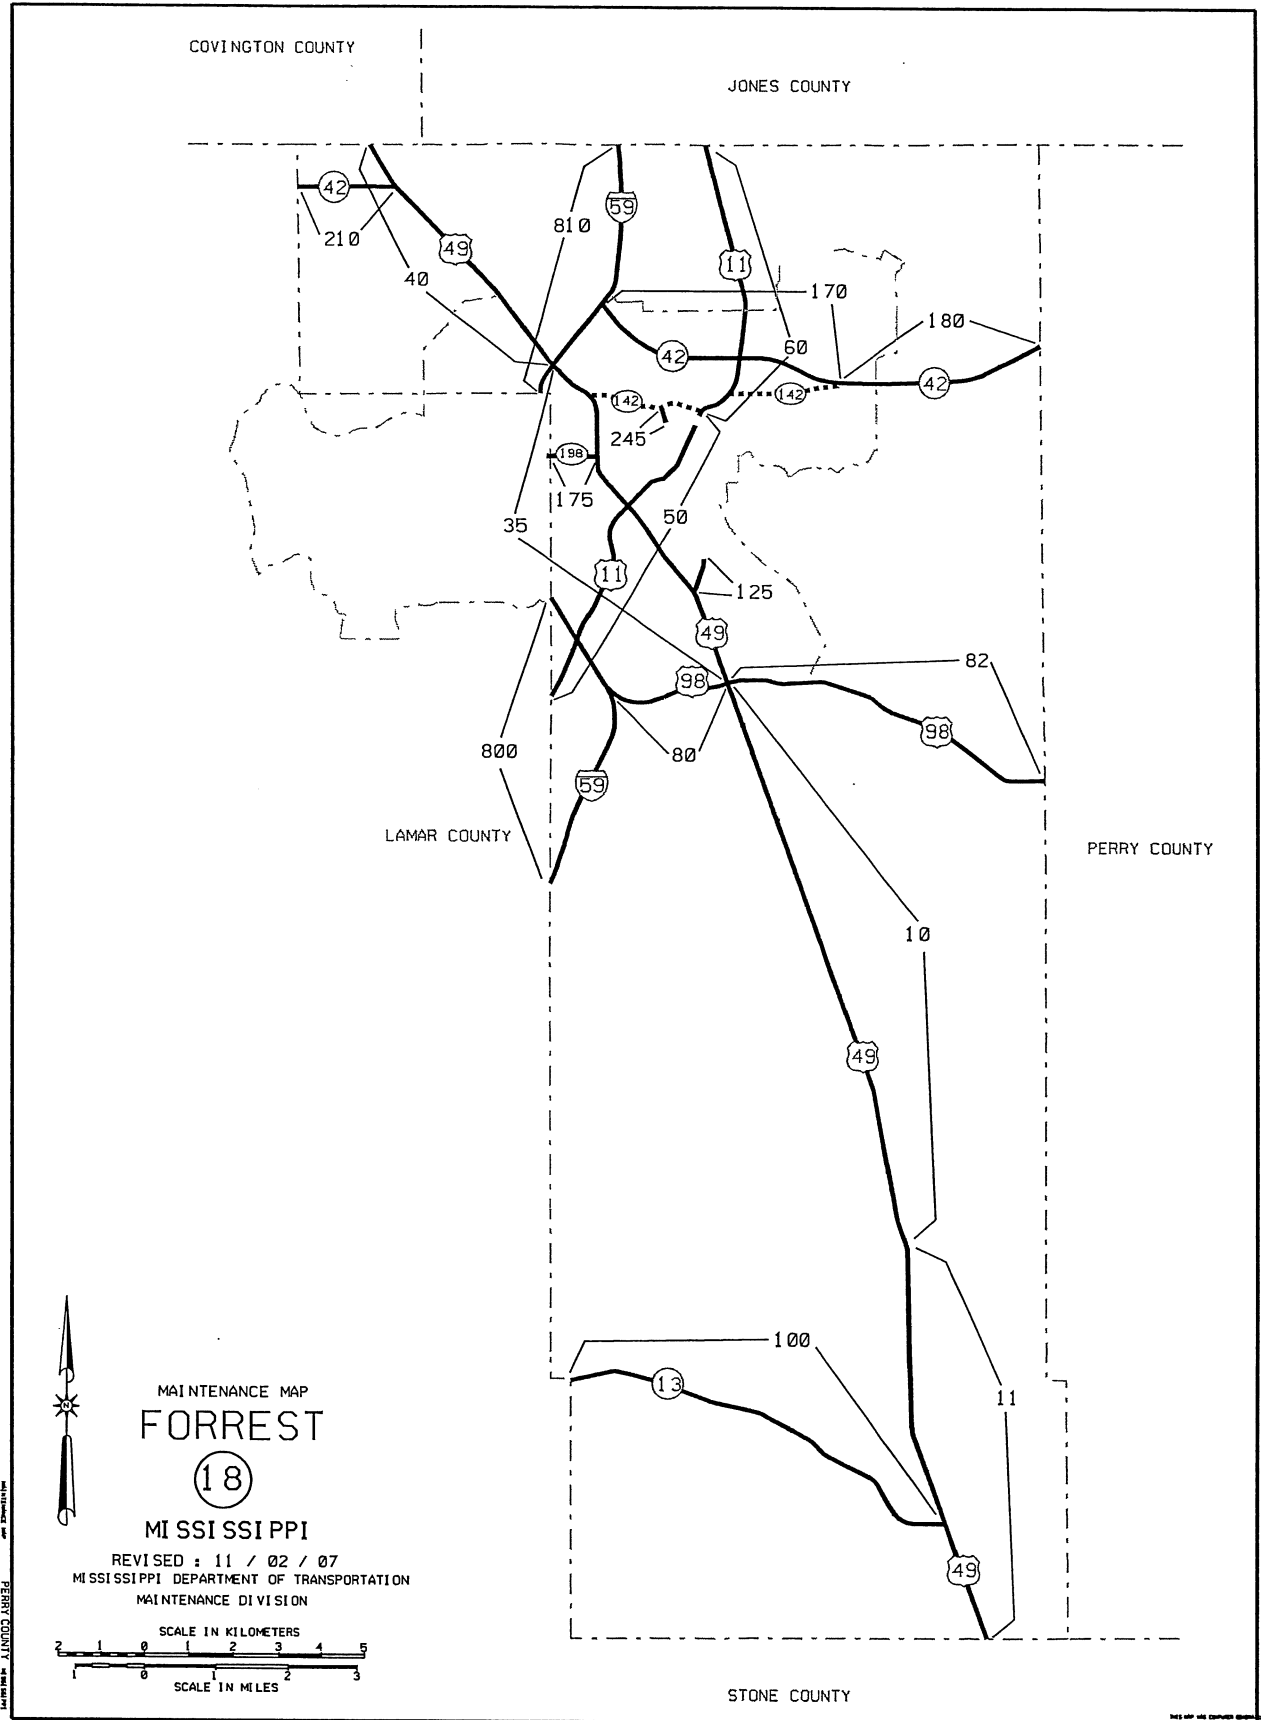 COVINGTON COUNTY
JONES COUNTY
42
59
210
810
49
11
40
170
180
60
42
42
142
142
245
198
175
35
50
11
125
49
82
98
98
800
80
59
LAMAR COUNTY
PERRY COUNTY
10
49
100
13
11
N
MAINTENANCE MAP
FORREST
18
MISSISSIPPI
REVISED : 11 / 02 / 07
MISSISSIPPI DEPARTMENT OF TRANSPORTATION
MAINTENANCE DIVISION
49
SCALE IN KILOMETERS
2 1 0 1 2 3 4 5
1 0 1 2 3
SCALE IN MILES
STONE COUNTY
MAINTENANCE MAP
PERRY COUNTY MISSISSIPPI